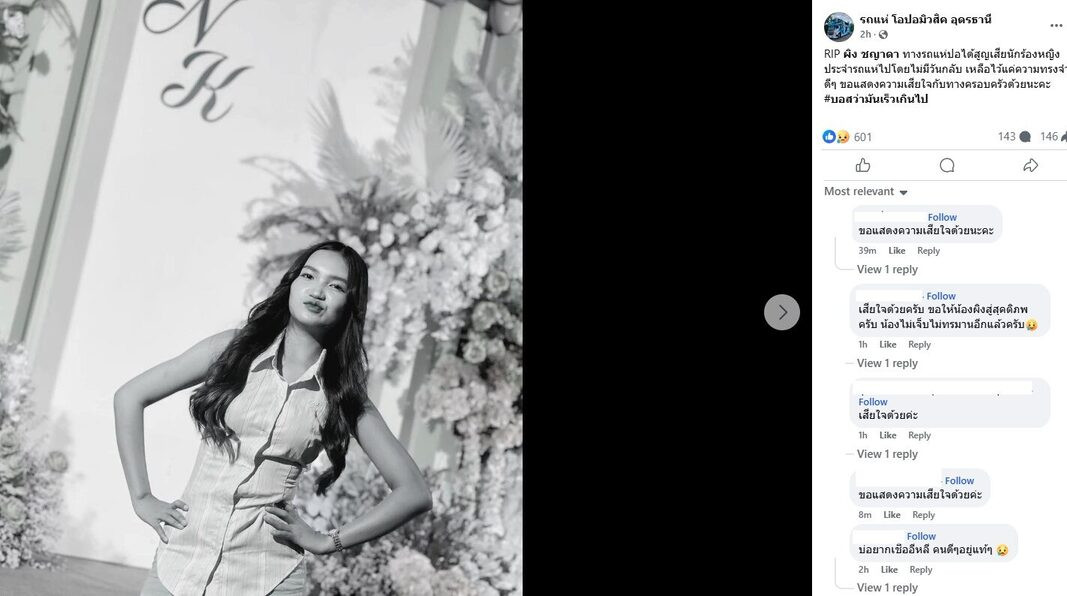 N
K
รถแห่ โอปอมิวสิค อุดรธานี
2h
RIP ผิง ชญาดา ทางรถแห่ปอได้สูญเสียนักร้องหญิง
ประจำรถแห่ไปโดยไม่มีวันกลับ เหลือไว้แค่ความทรงจำ
ดีๆ ขอแสดงความเสียใจกับทางครอบครัวด้วยนะคะ
#บอสว่ามันเร็วเกินไป
601 143 146
Most relevant
Follow
ขอแสดงความเสียใจด้วยนะคะ
39m Like Reply
View 1 reply
Follow
เสียใจด้วยครับ ขอให้น้องผิงสู่สุคติภพ
ครับ น้องไม่เจ็บไม่ทรมานอีกแล้วครับ
1h Like Reply
View 1 reply
Follow
เสียใจด้วยค่ะ
1h Like Reply
View 1 reply
Follow
ขอแสดงความเสียใจด้วยค่ะ
8m Like Reply
Follow
บ่อยากเชื่ออีหลี คนดีๆอยู่แท้ๆ
2h Like Reply
View 1 reply